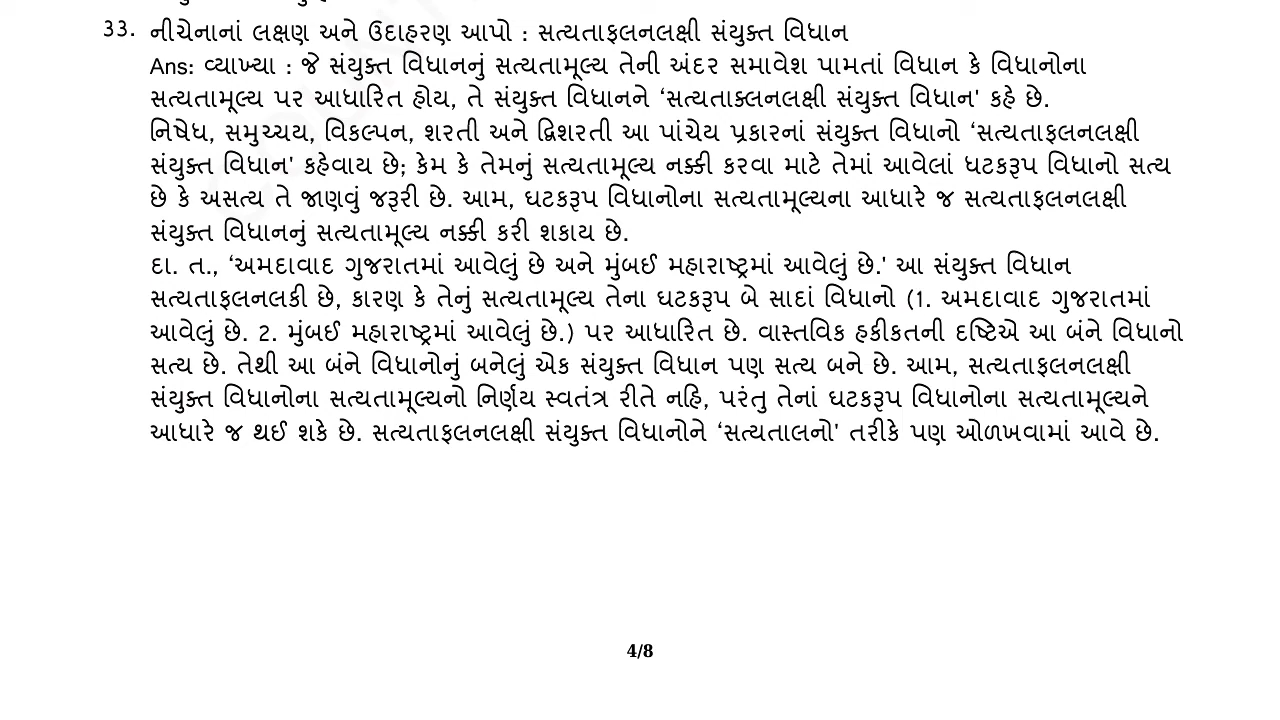 33. નીચેનાનાં લક્ષણ અને ઉદાહરણ આપો : સત્યતાફલનલક્ષી સંયુક્ત વિધાન
Ans: વ્યાખ્યા : જે સંયુક્ત વિધાનનું સત્યતામૂલ્ય તેની અંદર સમાવેશ પામતાં વિધાન કે વિધાનોના
સત્યતામૂલ્ય પર આધારિત હોય, તે સંયુક્ત વિધાનને ‘સત્યતાક્લનલક્ષી સંયુક્ત વિધાન' કહે છે.
નિષેધ, સમુચ્ચય, વિકલ્પન, શરતી અને દ્વિશરતી આ પાંચેય પ્રકારનાં સંયુક્ત વિધાનો ‘સત્યતાફલનલક્ષી
સંયુક્ત વિધાન' કહેવાય છે; કેમ કે તેમનું સત્યતામૂલ્ય નક્કી કરવા માટે તેમાં આવેલાં ધટકરૂપ વિધાનો સત્ય
છે કે અસત્ય તે જાણવું જરૂરી છે. આમ, ઘટકરૂપ વિધાનોના સત્યતામૂલ્યના આધારે જ સત્યતાફલનલક્ષી
સંયુક્ત વિધાનનું સત્યતામૂલ્ય નક્કી કરી શકાય છે.
દા. ત., ‘અમદાવાદ ગુજરાતમાં આવેલું છે અને મુંબઈ મહારાષ્ટ્રમાં આવેલું છે.' આ સંયુક્ત વિધાન
સત્યતાફલનલકી છે, કારણ કે તેનું સત્યતામૂલ્ય તેના ઘટકરૂપ બે સાદાં વિધાનો (1. અમદાવાદ ગુજરાતમાં
આવેલું છે. 2. મુંબઈ મહારાષ્ટ્રમાં આવેલું છે.) પર આધારિત છે. વાસ્તવિક હકીકતની દષ્ટિએ આ બંને વિધાનો
સત્ય છે. તેથી આ બંને વિધાનોનું બનેલું એક સંયુક્ત વિધાન પણ સત્ય બને છે. આમ, સત્યતાફલનલક્ષી
સંયુક્ત વિધાનોના સત્યતામૂલ્યનો નિર્ણય સ્વતંત્ર રીતે નહિ, પરંતુ તેનાં ઘટકરૂપ વિધાનોના સત્યતામૂલ્યને
આધારે જ થઈ શકે છે. સત્યતાફલનલક્ષી સંયુક્ત વિધાનોને ‘સત્યતાલનો' તરીકે પણ ઓળખવામાં આવે છે.
4/8